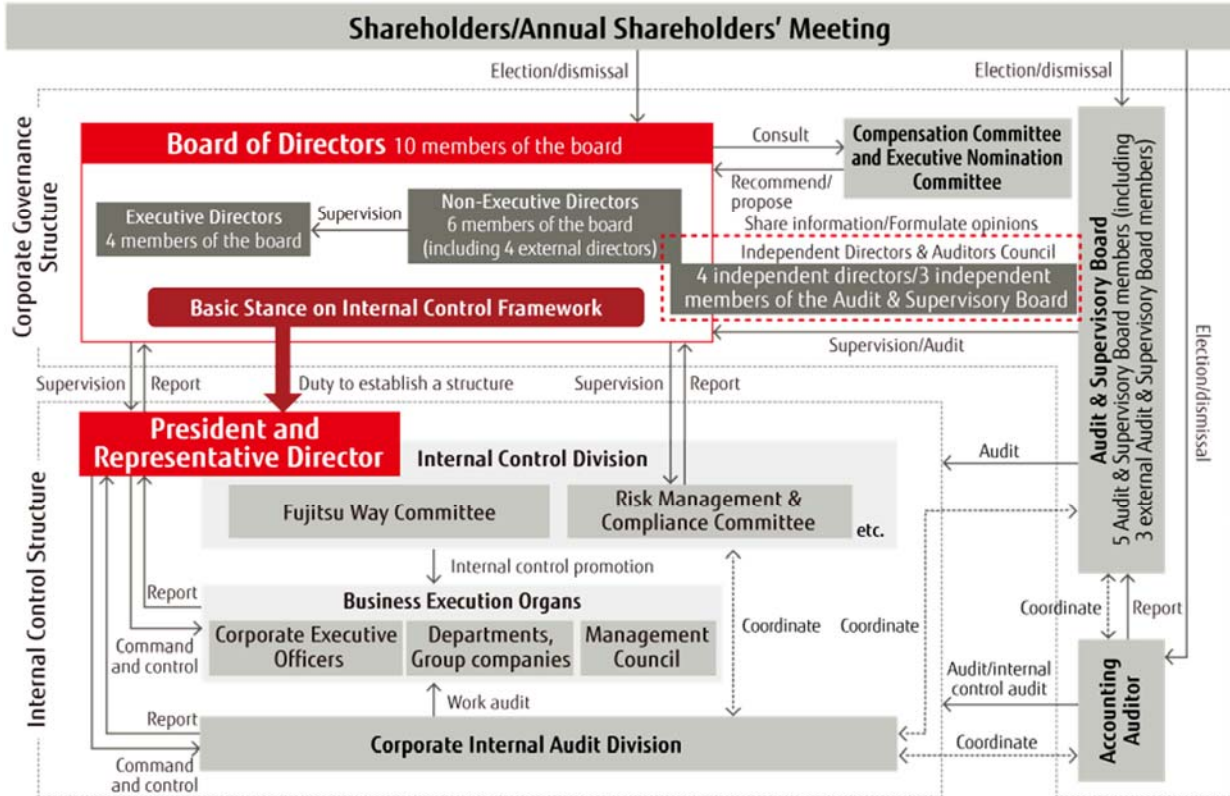 Shareholders/Annual Shareholders' Meeting
Election/dismissal
Election/dismissal
Corporate Governance
Structure
Board of Directors 10 members of the board
Consult
Recommend/
propose
Compensation Committee
and Executive Nomination
Committee
Executive Directors
4 members of the board
Supervision
Non-Executive Directors
6 members of the board
(including 4 external directors)
Share information/Formulate opinions
Independent Directors & Auditors Council
4 independent directors/3 independent
members of the Audit & Supervisory Board
Basic Stance on Internal Control Framework
Supervision/Audit
Audit & Supervisory Board
5 Audit & Supervisory Board members (including
3 external Audit & Supervisory Board members)
Election/dismissal
Supervision
Report
Duty to establish a structure
Supervision
Report
Internal Control Structure
President and
Representative Director
Internal Control Division
Fujitsu Way Committee
Risk Management &
Compliance Committee
etc.
Audit
Internal control promotion
Report
Command
and control
Business Execution Organs
Corporate Executive
Officers
Departments,
Group companies
Management
Council
Coordinate
Coordinate
Coordinate
Report
Work audit
Audit/internal
control audit
Report
Command
and control
Corporate Internal Audit Division
Coordinate
Accounting
Auditor